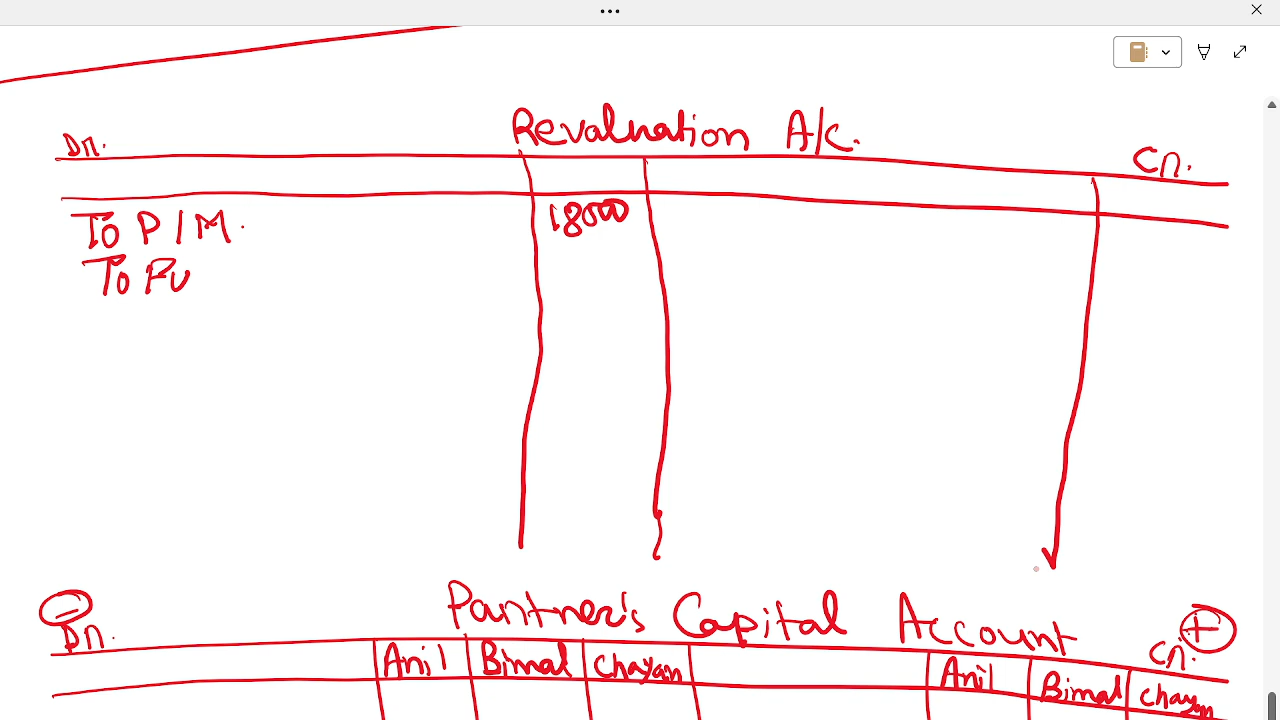 Revaluation A/c.
Dr. Cr.
To P/M. 18000
To Fu
Partner's Capital Account
Dr. Cr.
Anil Bimal Chayan Anil Bimal Chayan